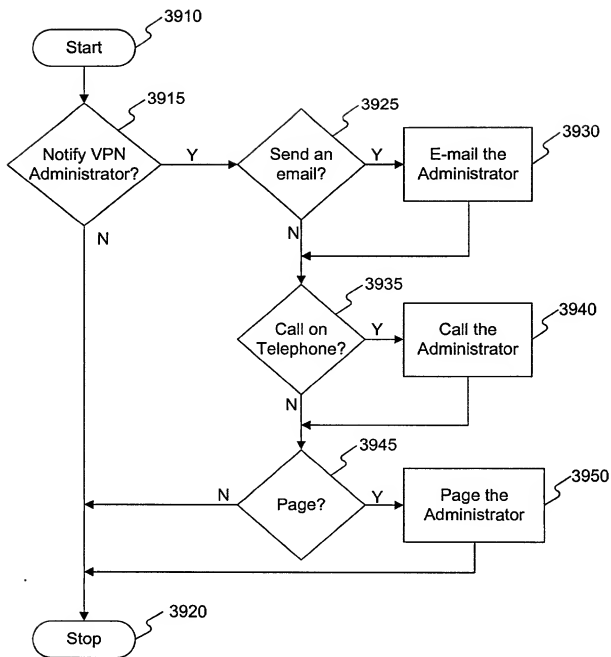 3910
Start
3915
Notify VPN
Administrator?
Y
N
3925
Send an
email?
Y
N
3930
E-mail the
Administrator
3935
Call on
Telephone?
Y
N
3940
Call the
Administrator
3945
Page?
N
Y
3950
Page the
Administrator
3920
Stop